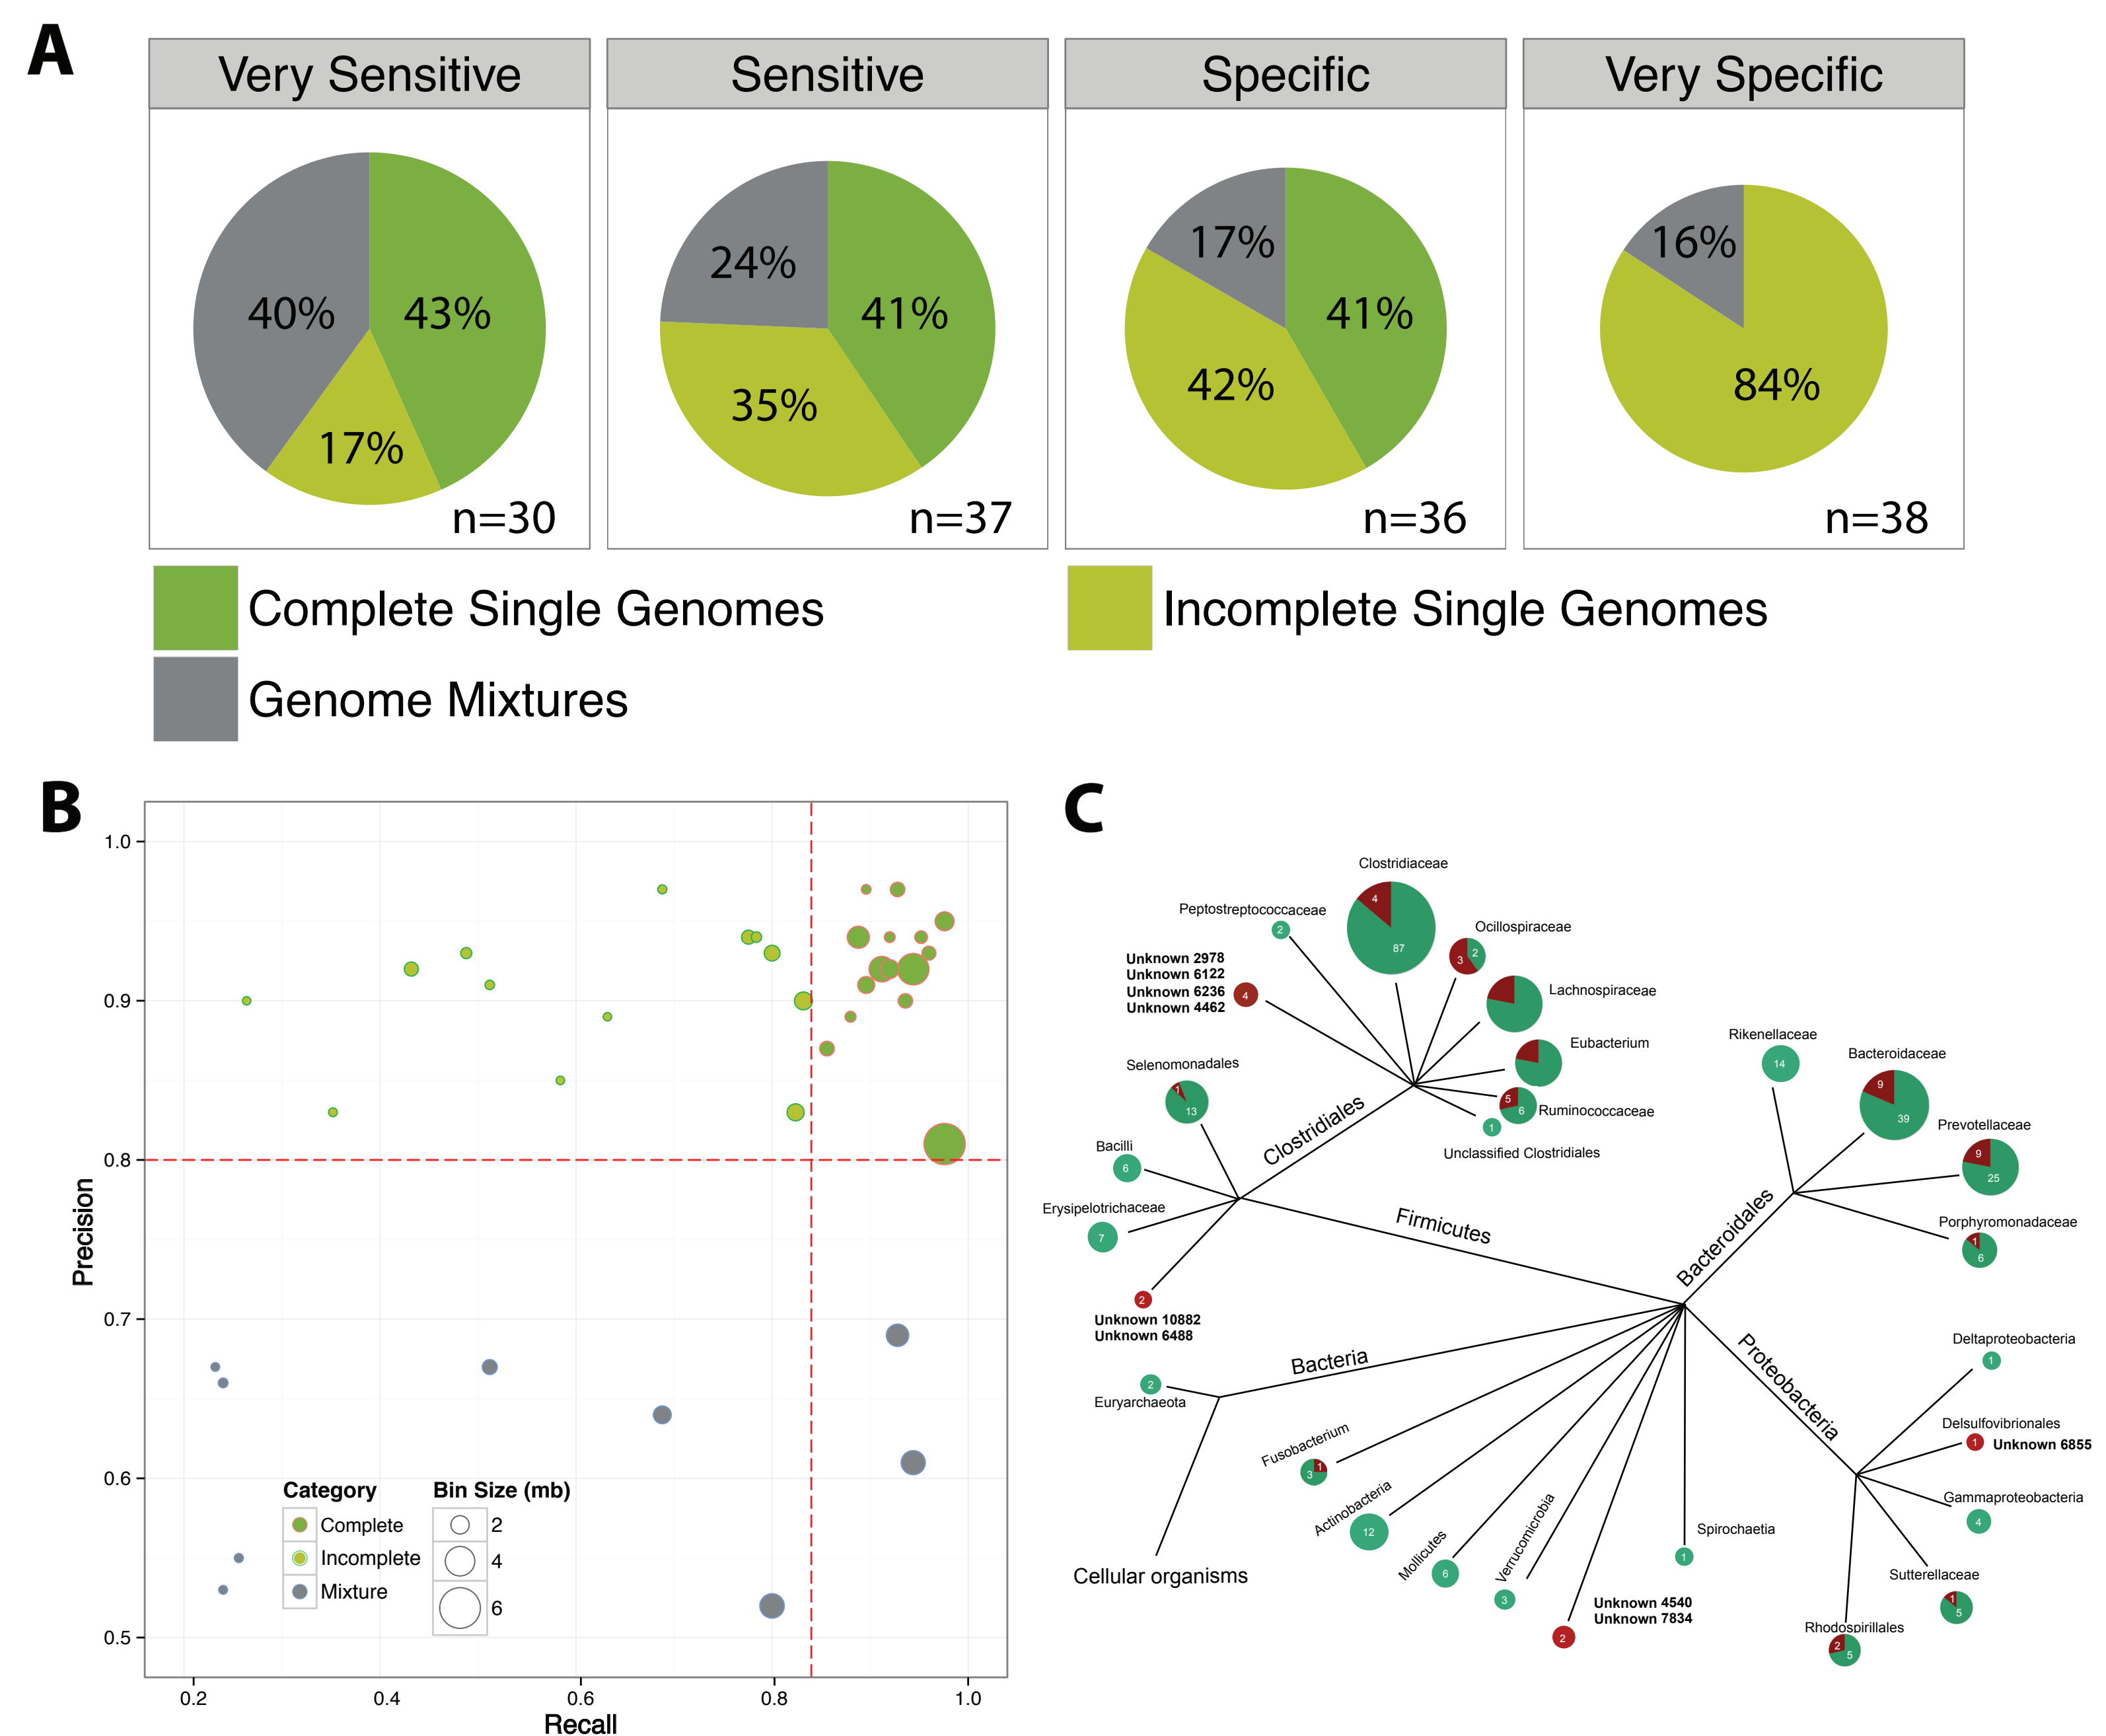 A
Very Sensitive
Sensitive
Specific
Very Specific
40%
43%
17%
n=30
24%
41%
35%
n=37
17%
41%
42%
n=36
16%
84%
n=38
Complete Single Genomes
Incomplete Single Genomes
Genome Mixtures
B
1.0
0.9
0.8
0.7
0.6
0.5
Precision
0.2
0.4
0.6
0.8
1.0
Recall
Category
Complete
Incomplete
Mixture
Bin Size (mb)
2
4
6
C
Clostridiaceae
4
87
Peptostreptococcaceae
2
Ocillospiraceae
3
2
Unknown 2978
Unknown 6122
Unknown 6236
Unknown 4462
4
Lachnospiraceae
Eubacterium
5
6
Ruminococcaceae
1
Unclassified Clostridiales
Selenomonadales
1
13
Clostridiales
Bacilli
6
Erysipelotrichaceae
7
2
Unknown 10882
Unknown 6488
Firmicutes
Rikenellaceae
14
Bacteroidaceae
9
39
Prevotellaceae
9
25
Porphyromonadaceae
1
6
Bacteroidales
Bacteria
2
Euryarchaeota
Cellular organisms
Fusobacterium
3
1
Actinobacteria
12
Mollicutes
6
Verrucomicrobia
3
2
Unknown 4540
Unknown 7834
Spirochaetia
1
Proteobacteria
Deltaproteobacteria
1
Delsulfovibrionales
1
Unknown 6855
Gammaproteobacteria
4
Sutterellaceae
1
5
Rhodospirillales
2
5